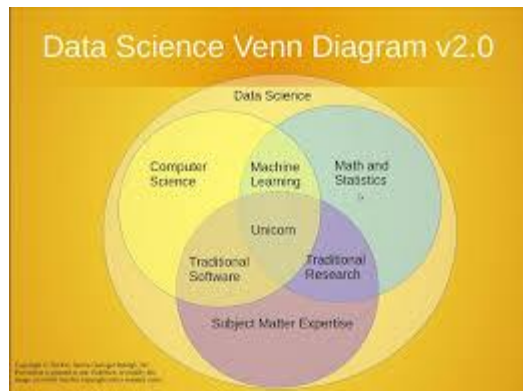 Data Science Venn Diagram v2.0
Data Science
Computer
Science
Machine
Learning
Math and
Statistics
Unicorn
Traditional
Software
Traditional
Research
Subject Matter Expertise